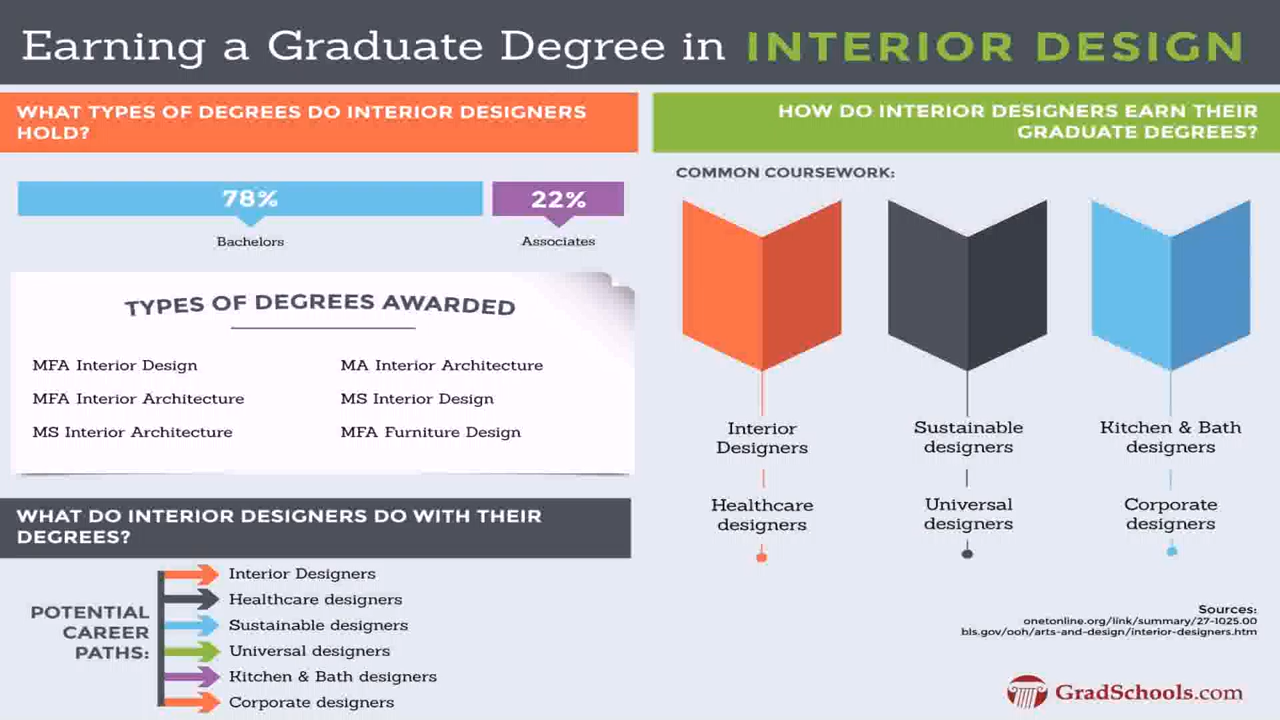 Earning a Graduate Degree in INTERIOR DESIGN
WHAT TYPES OF DEGREES DO INTERIOR DESIGNERS
HOLD?
78%
22%
Bachelors
Associates
TYPES OF DEGREES AWARDED
MFA Interior Design
MA Interior Architecture
MFA Interior Architecture
MS Interior Design
MS Interior Architecture
MFA Furniture Design
WHAT DO INTERIOR DESIGNERS DO WITH THEIR
DEGREES?
POTENTIAL
CAREER
PATHS:
Interior Designers
Healthcare designers
Sustainable designers
Universal designers
Kitchen & Bath designers
Corporate designers
HOW DO INTERIOR DESIGNERS EARN THEIR
GRADUATE DEGREES?
COMMON COURSEWORK:
Interior
Designers
Sustainable
designers
Kitchen & Bath
designers
Healthcare
designers
Universal
designers
Corporate
designers
Sources:
onetonline.org/link/summary/27-1025.00
bls.gov/ooh/arts-and-design/interior-designers.htm
GradSchools.com